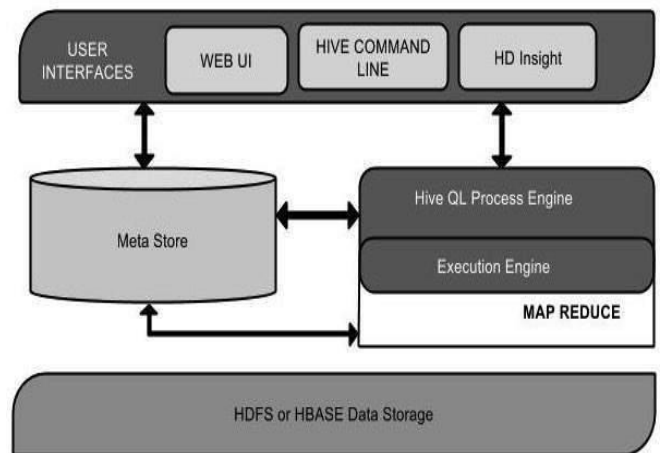 USER
INTERFACES
WEB UI
HIVE COMMAND
LINE
HD Insight
Meta Store
Hive QL Process Engine
Execution Engine
MAP REDUCE
HDFS or HBASE Data Storage